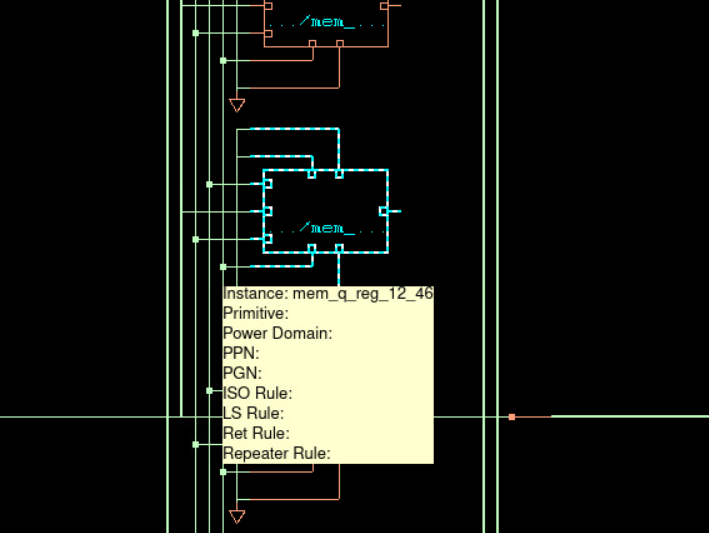 . . . /mem_ . . .
. . . /mem_ . . .
Instance: mem_q_reg_12_46
Primitive:
Power Domain:
PPN:
PGN:
ISO Rule:
LS Rule:
Ret Rule:
Repeater Rule: